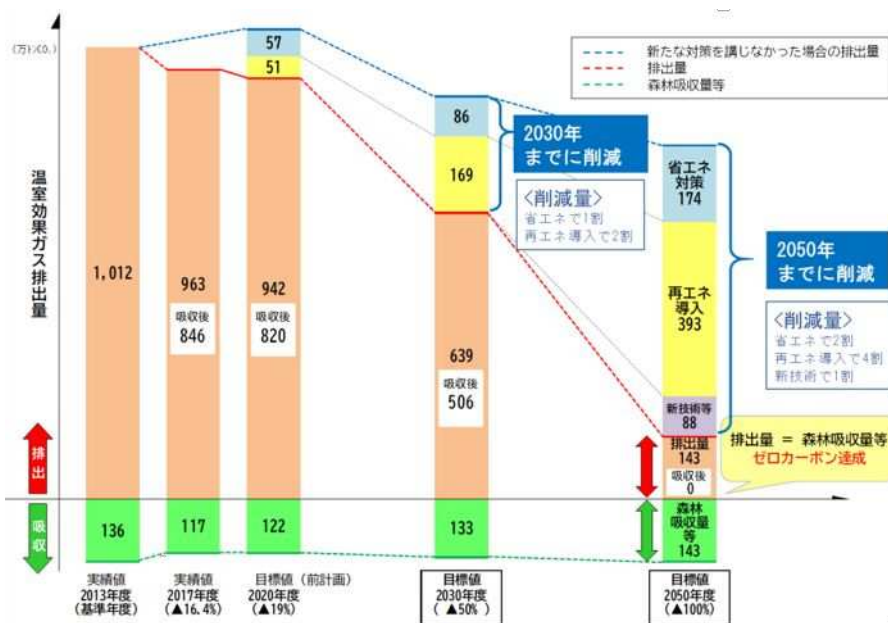 (万t-CO₂)
温室効果ガス排出量
排出
吸収
新たな対策を講じなかった場合の排出量
排出量
森林吸収量等
1,012
136
実績値
2013年度
(基準年度)
963
吸収後
846
117
実績値
2017年度
(▲16.4%)
57
51
942
吸収後
820
122
目標値(前計画)
2020年度
(▲19%)
86
169
639
吸収後
506
133
目標値
2030年度
(▲50%)
2030年
までに削減
<削減量>
省エネで1割
再エネ導入で2割
省エネ
対策
174
再エネ
導入
393
新技術等
88
排出量
143
吸収後
0
森林
吸収量
等
143
目標値
2050年度
(▲100%)
2050年
までに削減
<削減量>
省エネで2割
再エネ導入で4割
新技術で1割
排出量 = 森林吸収量等
ゼロカーボン達成